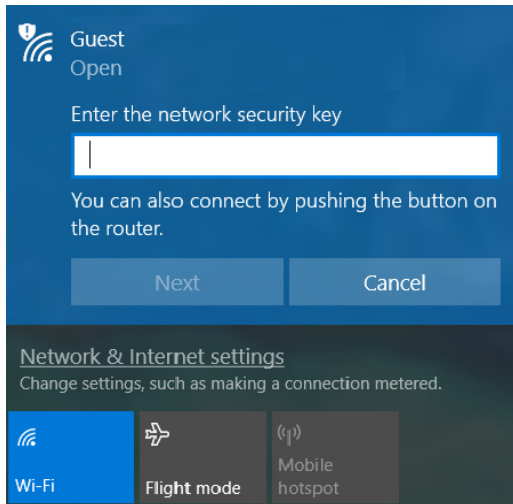 Guest
Open
Enter the network security key
You can also connect by pushing the button on
the router.
Next
Cancel
Network & Internet settings
Change settings, such as making a connection metered.
Wi-Fi
Flight mode
Mobile
hotspot